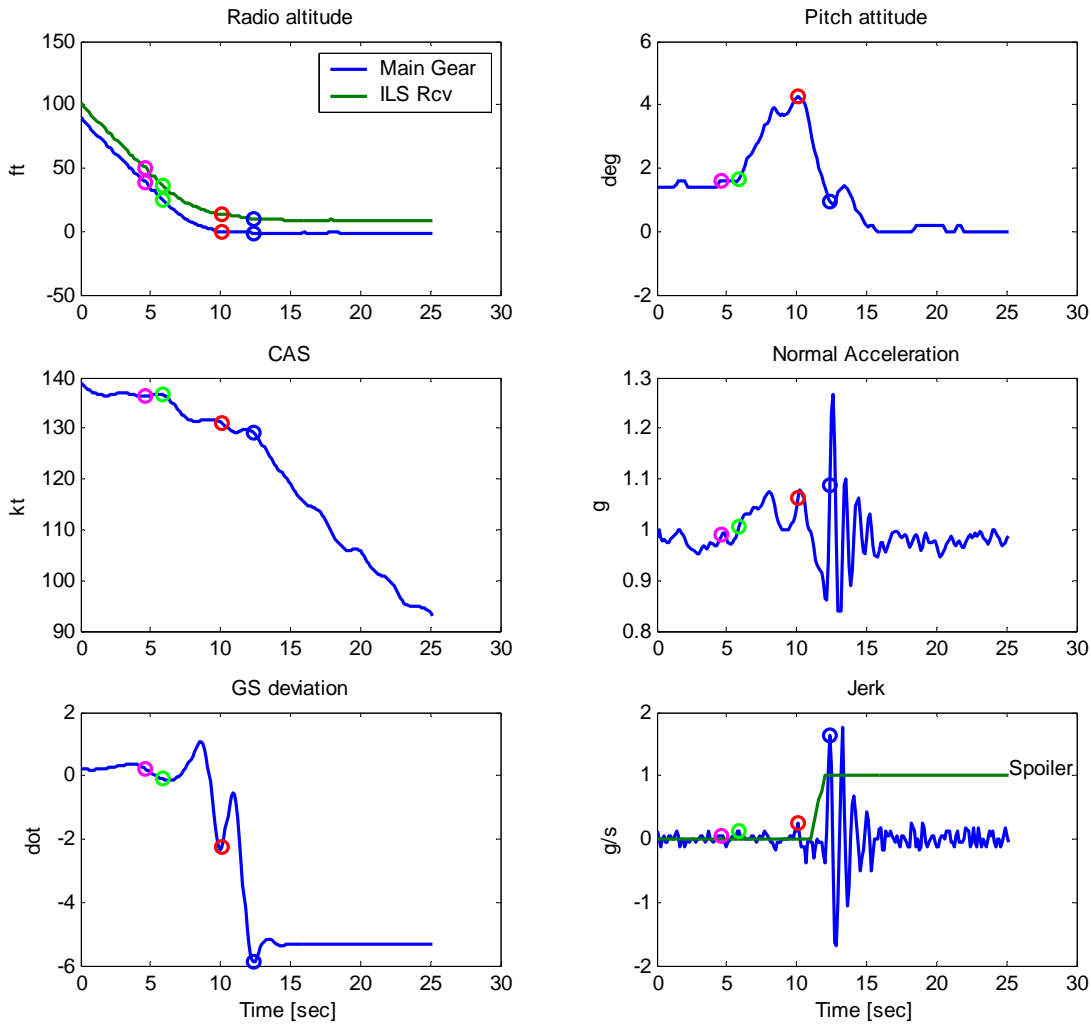 Radio altitude
150
100
50
0
-50
ft
0 5 10 15 20 25 30
Main Gear
ILS Rcv
Pitch attitude
6
4
2
0
-2
deg
0 5 10 15 20 25 30
CAS
140
130
120
110
100
90
kt
0 5 10 15 20 25 30
Normal Acceleration
1.3
1.2
1.1
1
0.9
0.8
g
0 5 10 15 20 25 30
GS deviation
2
0
-2
-4
-6
dot
0 5 10 15 20 25 30
Time [sec]
Jerk
2
1
0
-1
-2
g/s
Spoiler
0 5 10 15 20 25 30
Time [sec]